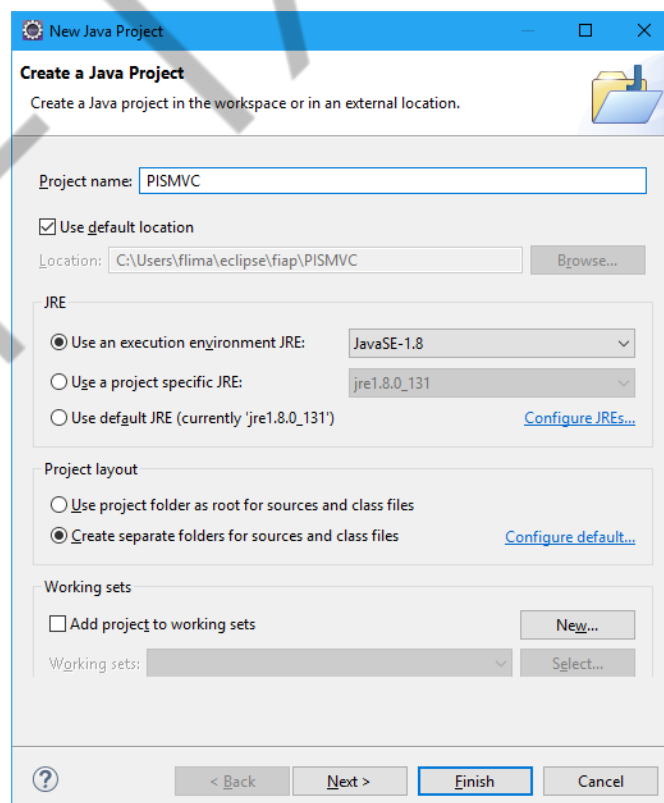 New Java Project
Create a Java Project
Create a Java project in the workspace or in an external location.
Project name: PISMVC
Use default location
Location: C:\Users\flima\eclipse\fiap\PISMVC Browse...
JRE
Use an execution environment JRE: JavaSE-1.8
Use a project specific JRE: jre1.8.0_131
Use default JRE (currently 'jre1.8.0_131') Configure JREs...
Project layout
Use project folder as root for sources and class files
Create separate folders for sources and class files Configure default...
Working sets
Add project to working sets New...
Working sets: Select...
? < Back Next > Finish Cancel